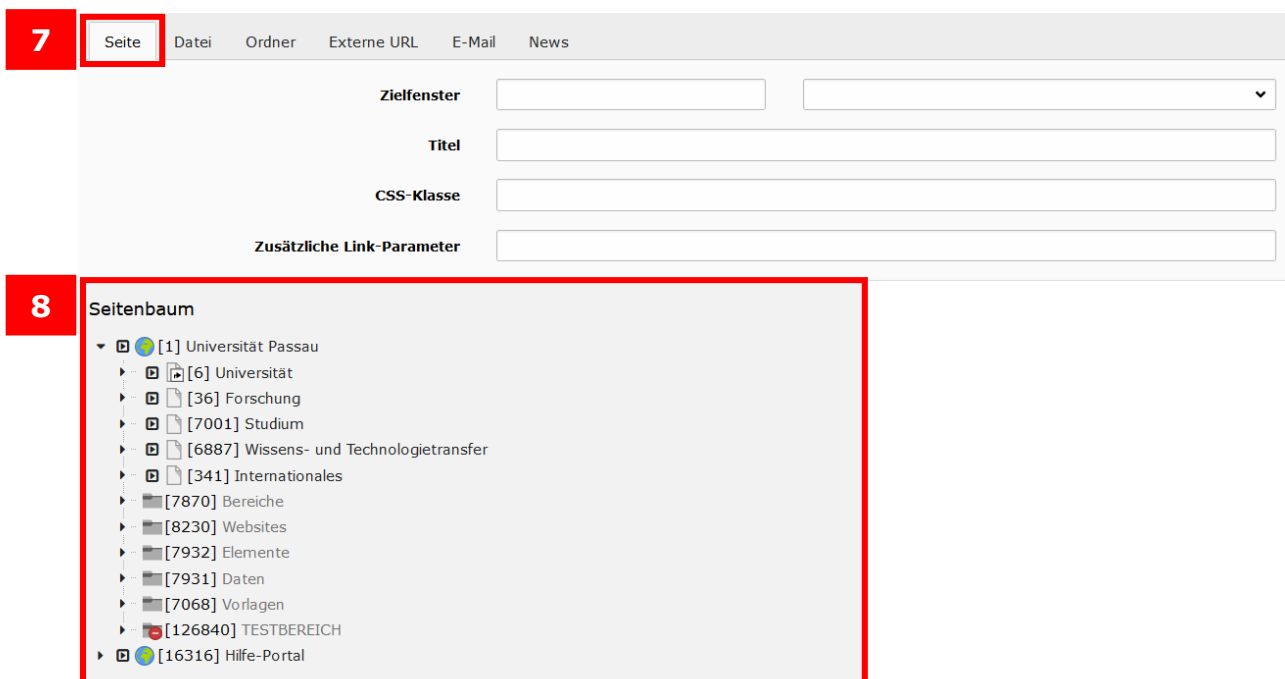 7
Seite Datei Ordner Externe URL E-Mail News
Zielfenster
Titel
CSS-Klasse
Zusätzliche Link-Parameter
8
Seitenbaum
[1] Universität Passau
[6] Universität
[36] Forschung
[7001] Studium
[6887] Wissens- und Technologietransfer
[341] Internationales
[7870] Bereiche
[8230] Websites
[7932] Elemente
[7931] Daten
[7068] Vorlagen
[126840] TESTBEREICH
[16316] Hilfe-Portal